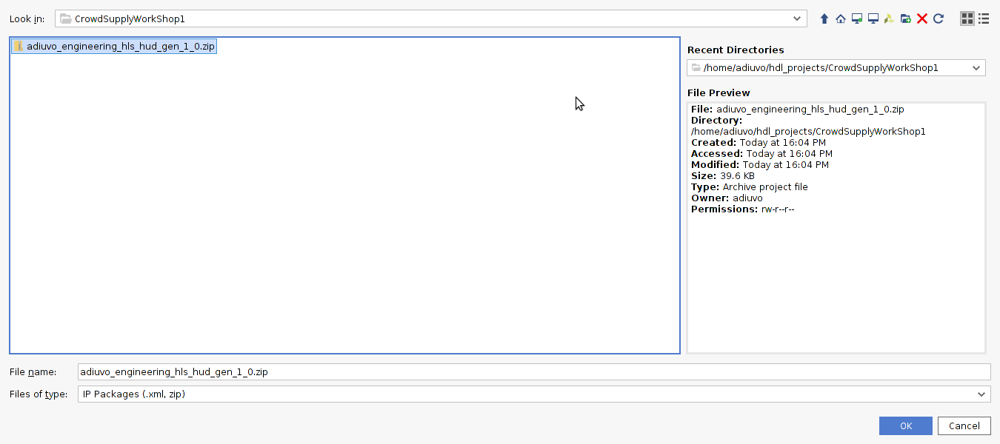 Look in: CrowdSupplyWorkShop1
adiuvo_engineering_hls_hud_gen_1_0.zip
Recent Directories
/home/adiuvo/hdl_projects/CrowdSupplyWorkShop1
File Preview
File: adiuvo_engineering_hls_hud_gen_1_0.zip
Directory:
/home/adiuvo/hdl_projects/CrowdSupplyWorkShop1
Created: Today at 16:04 PM
Accessed: Today at 16:04 PM
Modified: Today at 16:04 PM
Size: 39.6 KB
Type: Archive project file
Owner: adiuvo
Permissions: rw-r--r--
File name: adiuvo_engineering_hls_hud_gen_1_0.zip
Files of type: IP Packages (.xml, zip)
OK Cancel